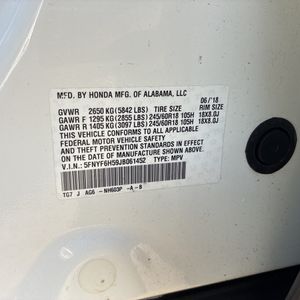 MFD. BY HONDA MFG. OF ALABAMA, LLC
06/'18
GVWR 2650 KG (5842 LBS) TIRE SIZE RIM SIZE
GAWR F 1295 KG (2855 LBS) 245/60R18 105H 18X8.0J
GAWR R 1405 KG (3097 LBS) 245/60R18 105H 18X8.0J
THIS VEHICLE CONFORMS TO ALL APPLICABLE
FEDERAL MOTOR VEHICLE SAFETY AND
THEFT PREVENTION STANDARDS IN EFFECT ON
THE DATE OF MANUFACTURE SHOWN ABOVE.
V.I.N.: 5FNYF6H59JB061452 TYPE: MPV
TG7 J AG6 -NH603P -A -B